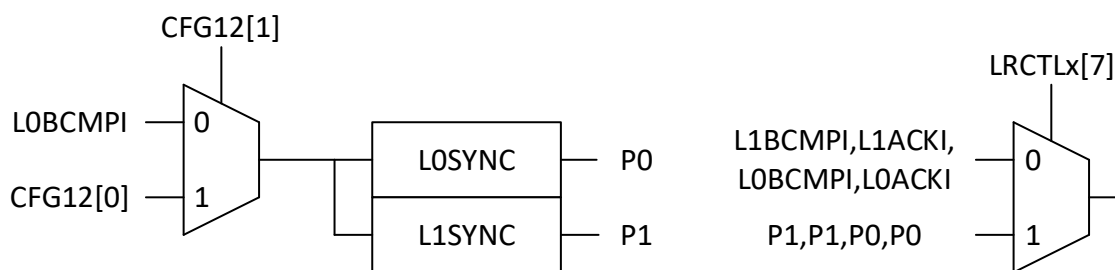 CFG12[1]
L0BCMPI
0
CFG12[0]
1
L0SYNC
P0
L1SYNC
P1
LRCTLx[7]
L1BCMPI,L1ACKI,
L0BCMPI,L0ACKI
0
P1,P1,P0,P0
1